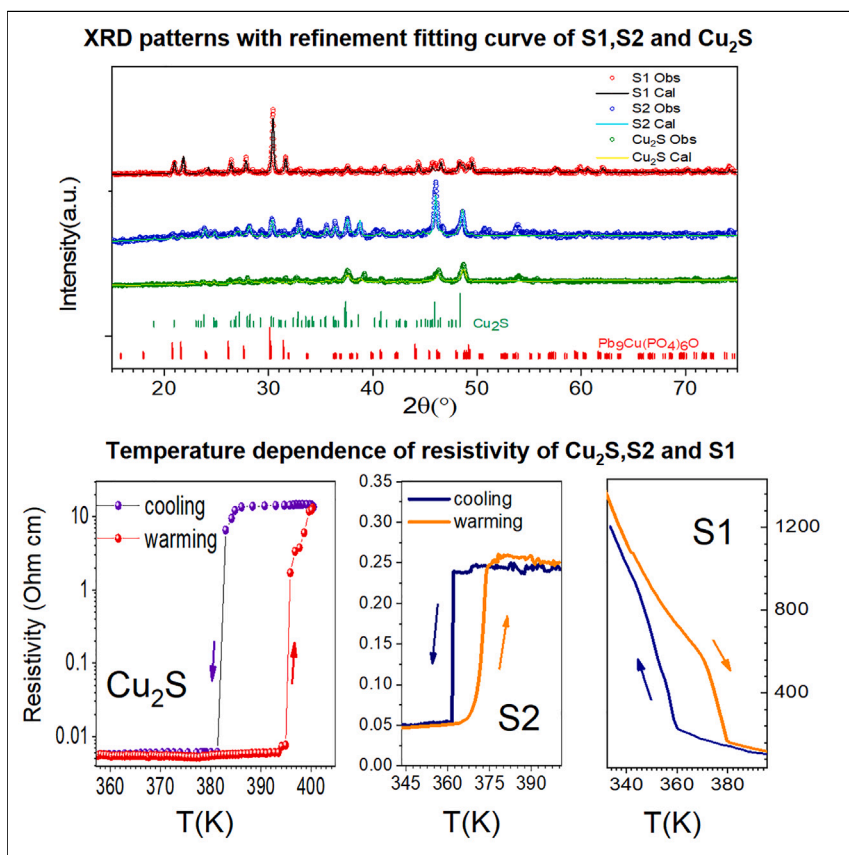 XRD patterns with refinement fitting curve of S1,S2 and Cu₂S
S1 Obs
S1 Cal
S2 Obs
S2 Cal
Cu₂S Obs
Cu₂S Cal
Intensity(a.u.)
Cu₂S
Pb₉Cu(PO4)₆O
20 30 40 50 60 70
2θ(°)
Temperature dependence of resistivity of Cu₂S,S2 and S1
Resistivity (Ohm cm)
10
1
0.1
0.01
cooling
warming
Cu₂S
360 370 380 390 400
T(K)
0.35
0.30
0.25
0.20
0.15
0.10
0.05
0.00
cooling
warming
S2
345 360 375 390
T(K)
S1
1200
800
400
340 360 380
T(K)